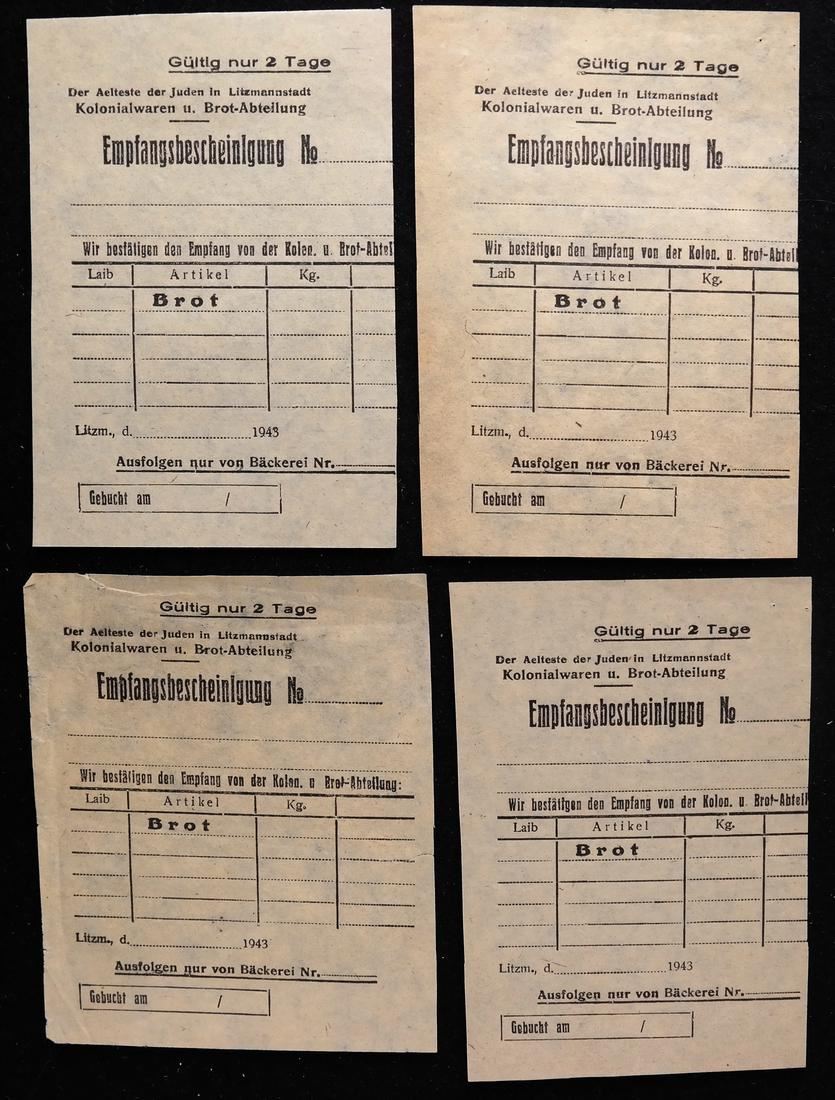 Gültig nur 2 Tage
Der Aelteste der Juden in Litzmannstadt
Kolonialwaren u. Brot-Abteilung
Empfangsbescheinigung №
Wir bestätigen den Empfang von der Kolon. u. Brot-Abteil
Laib Artikel Kg.
Brot
Litzm., d. 1943
Ausfolgen nur von Bäckerei Nr.
Gebucht am /
Gültig nur 2 Tage
Der Aelteste der Juden in Litzmannstadt
Kolonialwaren u. Brot-Abteilung
Empfangsbescheinigung №
Wir bestätigen den Empfang von der Kolon. u. Brot-Abteil
Laib Artikel Kg.
Brot
Litzm., d. 1943
Ausfolgen nur von Bäckerei Nr.
Gebucht am /
Gültig nur 2 Tage
Der Aelteste der Juden in Litzmannstadt
Kolonialwaren u. Brot-Abteilung
Empfangsbescheinigung №
Wir bestätigen den Empfang von der Kolon. u Brot-Abteilung:
Laib Artikel Kg.
Brot
Litzm., d. 1943
Ausfolgen nur von Bäckerei Nr.
Gebucht am /
Gültig nur 2 Tage
Der Aelteste der Juden in Litzmannstadt
Kolonialwaren u. Brot-Abteilung
Empfangsbescheinigung №
Wir bestätigen den Empfang von der Kolon. u. Brot-Abteil
Laib Artikel Kg.
Brot
Litzm., d. 1943
Ausfolgen nur von Bäckerei Nr.
Gebucht am /